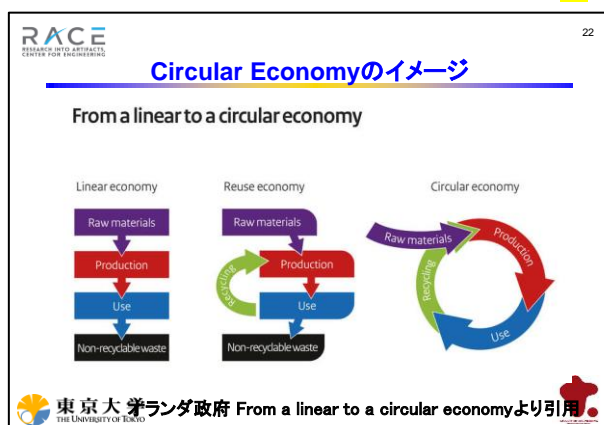 RACE
RESEARCH INTO ARTIFACTS,
CENTER FOR ENGINEERING
22
Circular Economyのイメージ
From a linear to a circular economy
Linear economy
Raw materials
Production
Use
Non-recyclable waste
Reuse economy
Raw materials
Production
Recycling
Use
Non-recyclable waste
Circular economy
Raw materials
Production
Use
Recycling
東京大学
THE UNIVERSITY OF TOKYO
オランダ政府 From a linear to a circular economyより引用